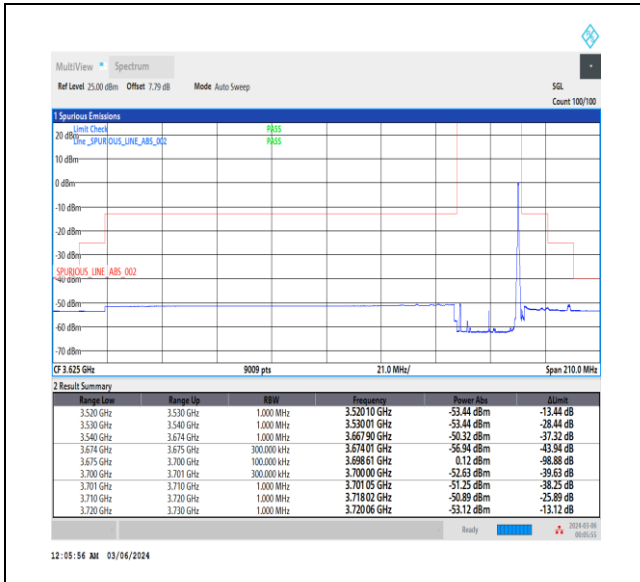 MultiView Spectrum
Ref Level 25.00 dBm Offset 7.79 dB Mode Auto Sweep SGL
Count 100/100
1 Spurious Emissions
Limit Check PASS
Line _SPURIOUS_LINE_ABS_002 PASS
20 dBm
10 dBm
0 dBm
-10 dBm
-20 dBm
-30 dBm
SPURIOUS_LINE_ABS_002
-40 dBm
-50 dBm
-60 dBm
-70 dBm
CF 3.625 GHz 9009 pts 21.0 MHz/ Span 210.0 MHz
2 Result Summary
Range Low Range Up RBW Frequency Power Abs ΔLimit
3.520 GHz 3.530 GHz 1.000 MHz 3.52010 GHz -53.44 dBm -13.44 dB
3.530 GHz 3.540 GHz 1.000 MHz 3.53001 GHz -53.44 dBm -28.44 dB
3.540 GHz 3.674 GHz 1.000 MHz 3.66790 GHz -50.32 dBm -37.32 dB
3.674 GHz 3.675 GHz 300.000 kHz 3.67401 GHz -56.94 dBm -43.94 dB
3.675 GHz 3.700 GHz 100.000 kHz 3.69861 GHz 0.12 dBm -98.88 dB
3.700 GHz 3.701 GHz 300.000 kHz 3.70000 GHz -52.63 dBm -39.63 dB
3.701 GHz 3.710 GHz 1.000 MHz 3.70105 GHz -51.25 dBm -38.25 dB
3.710 GHz 3.720 GHz 1.000 MHz 3.71802 GHz -50.89 dBm -25.89 dB
3.720 GHz 3.730 GHz 1.000 MHz 3.72006 GHz -53.12 dBm -13.12 dB
Ready 2024-03-06
00:05:55
12:05:56 AM 03/06/2024